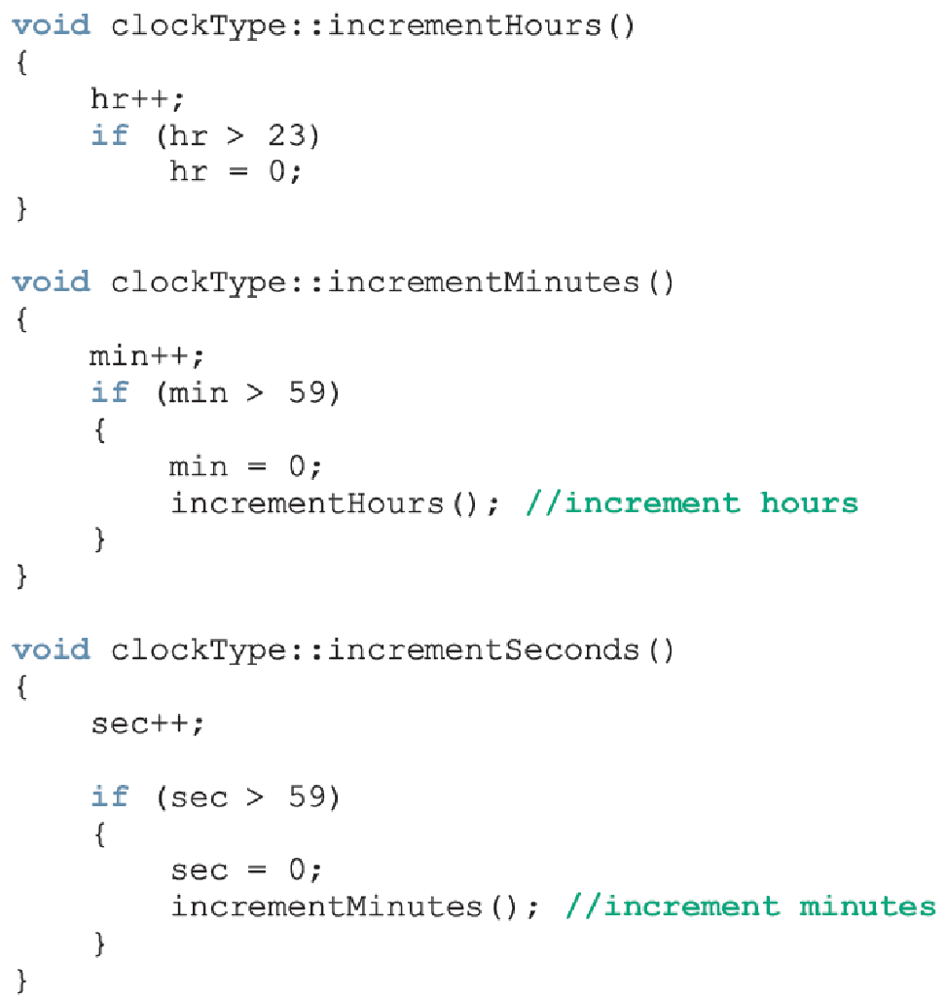 void clockType::incrementHours()
{
    hr++;
    if (hr > 23)
        hr = 0;
}

void clockType::incrementMinutes()
{
    min++;
    if (min > 59)
    {
        min = 0;
        incrementHours(); //increment hours
    }
}

void clockType::incrementSeconds()
{
    sec++;

    if (sec > 59)
    {
        sec = 0;
        incrementMinutes(); //increment minutes
    }
}